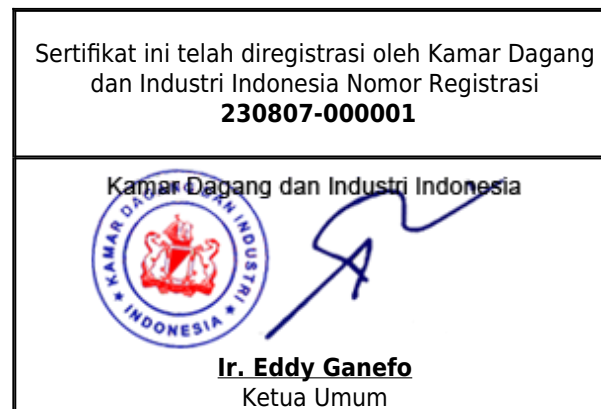 Sertifikat ini telah diregistrasi oleh Kamar Dagang
dan Industri Indonesia Nomor Registrasi
230807-000001
Kamar Dagang dan Industri Indonesia
KAMAR DAGANG DAN INDUSTRI
INDONESIA
Ir. Eddy Ganefo
Ketua Umum